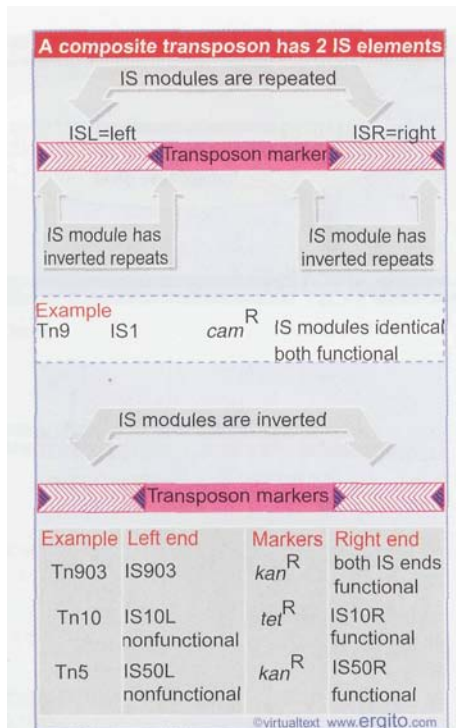 A composite transposon has 2 IS elements
IS modules are repeated
ISL=left ISR=right
Transposon marker
IS module has
inverted repeats
IS module has
inverted repeats
Example
Tn9 IS1 cam^R IS modules identical
both functional
IS modules are inverted
Transposon markers
Example Left end Markers Right end
Tn903 IS903 kan^R both IS ends
functional
Tn10 IS10L tet^R IS10R
nonfunctional functional
Tn5 IS50L kan^R IS50R
nonfunctional functional
©virtualtext www.ergito.com